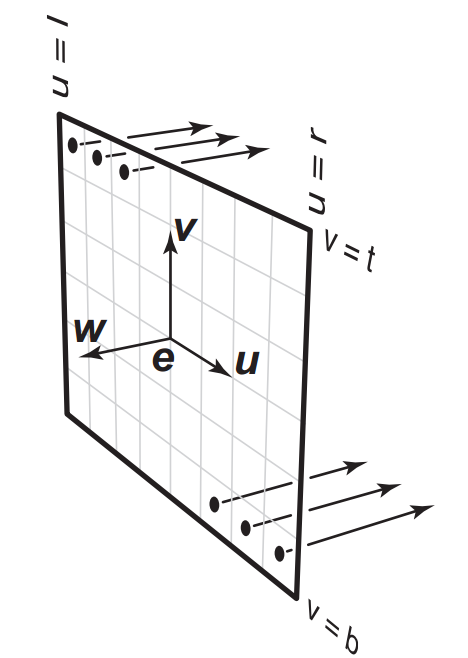 u = l
u = r
v = t
v
w
e
u
v = b